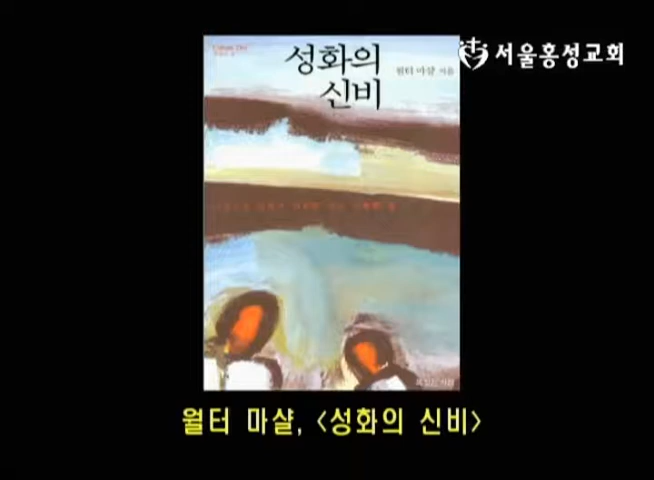 성화의
신비
월터 마샬 지음
서울홍성교회
월터 마샬, <성화의 신비>